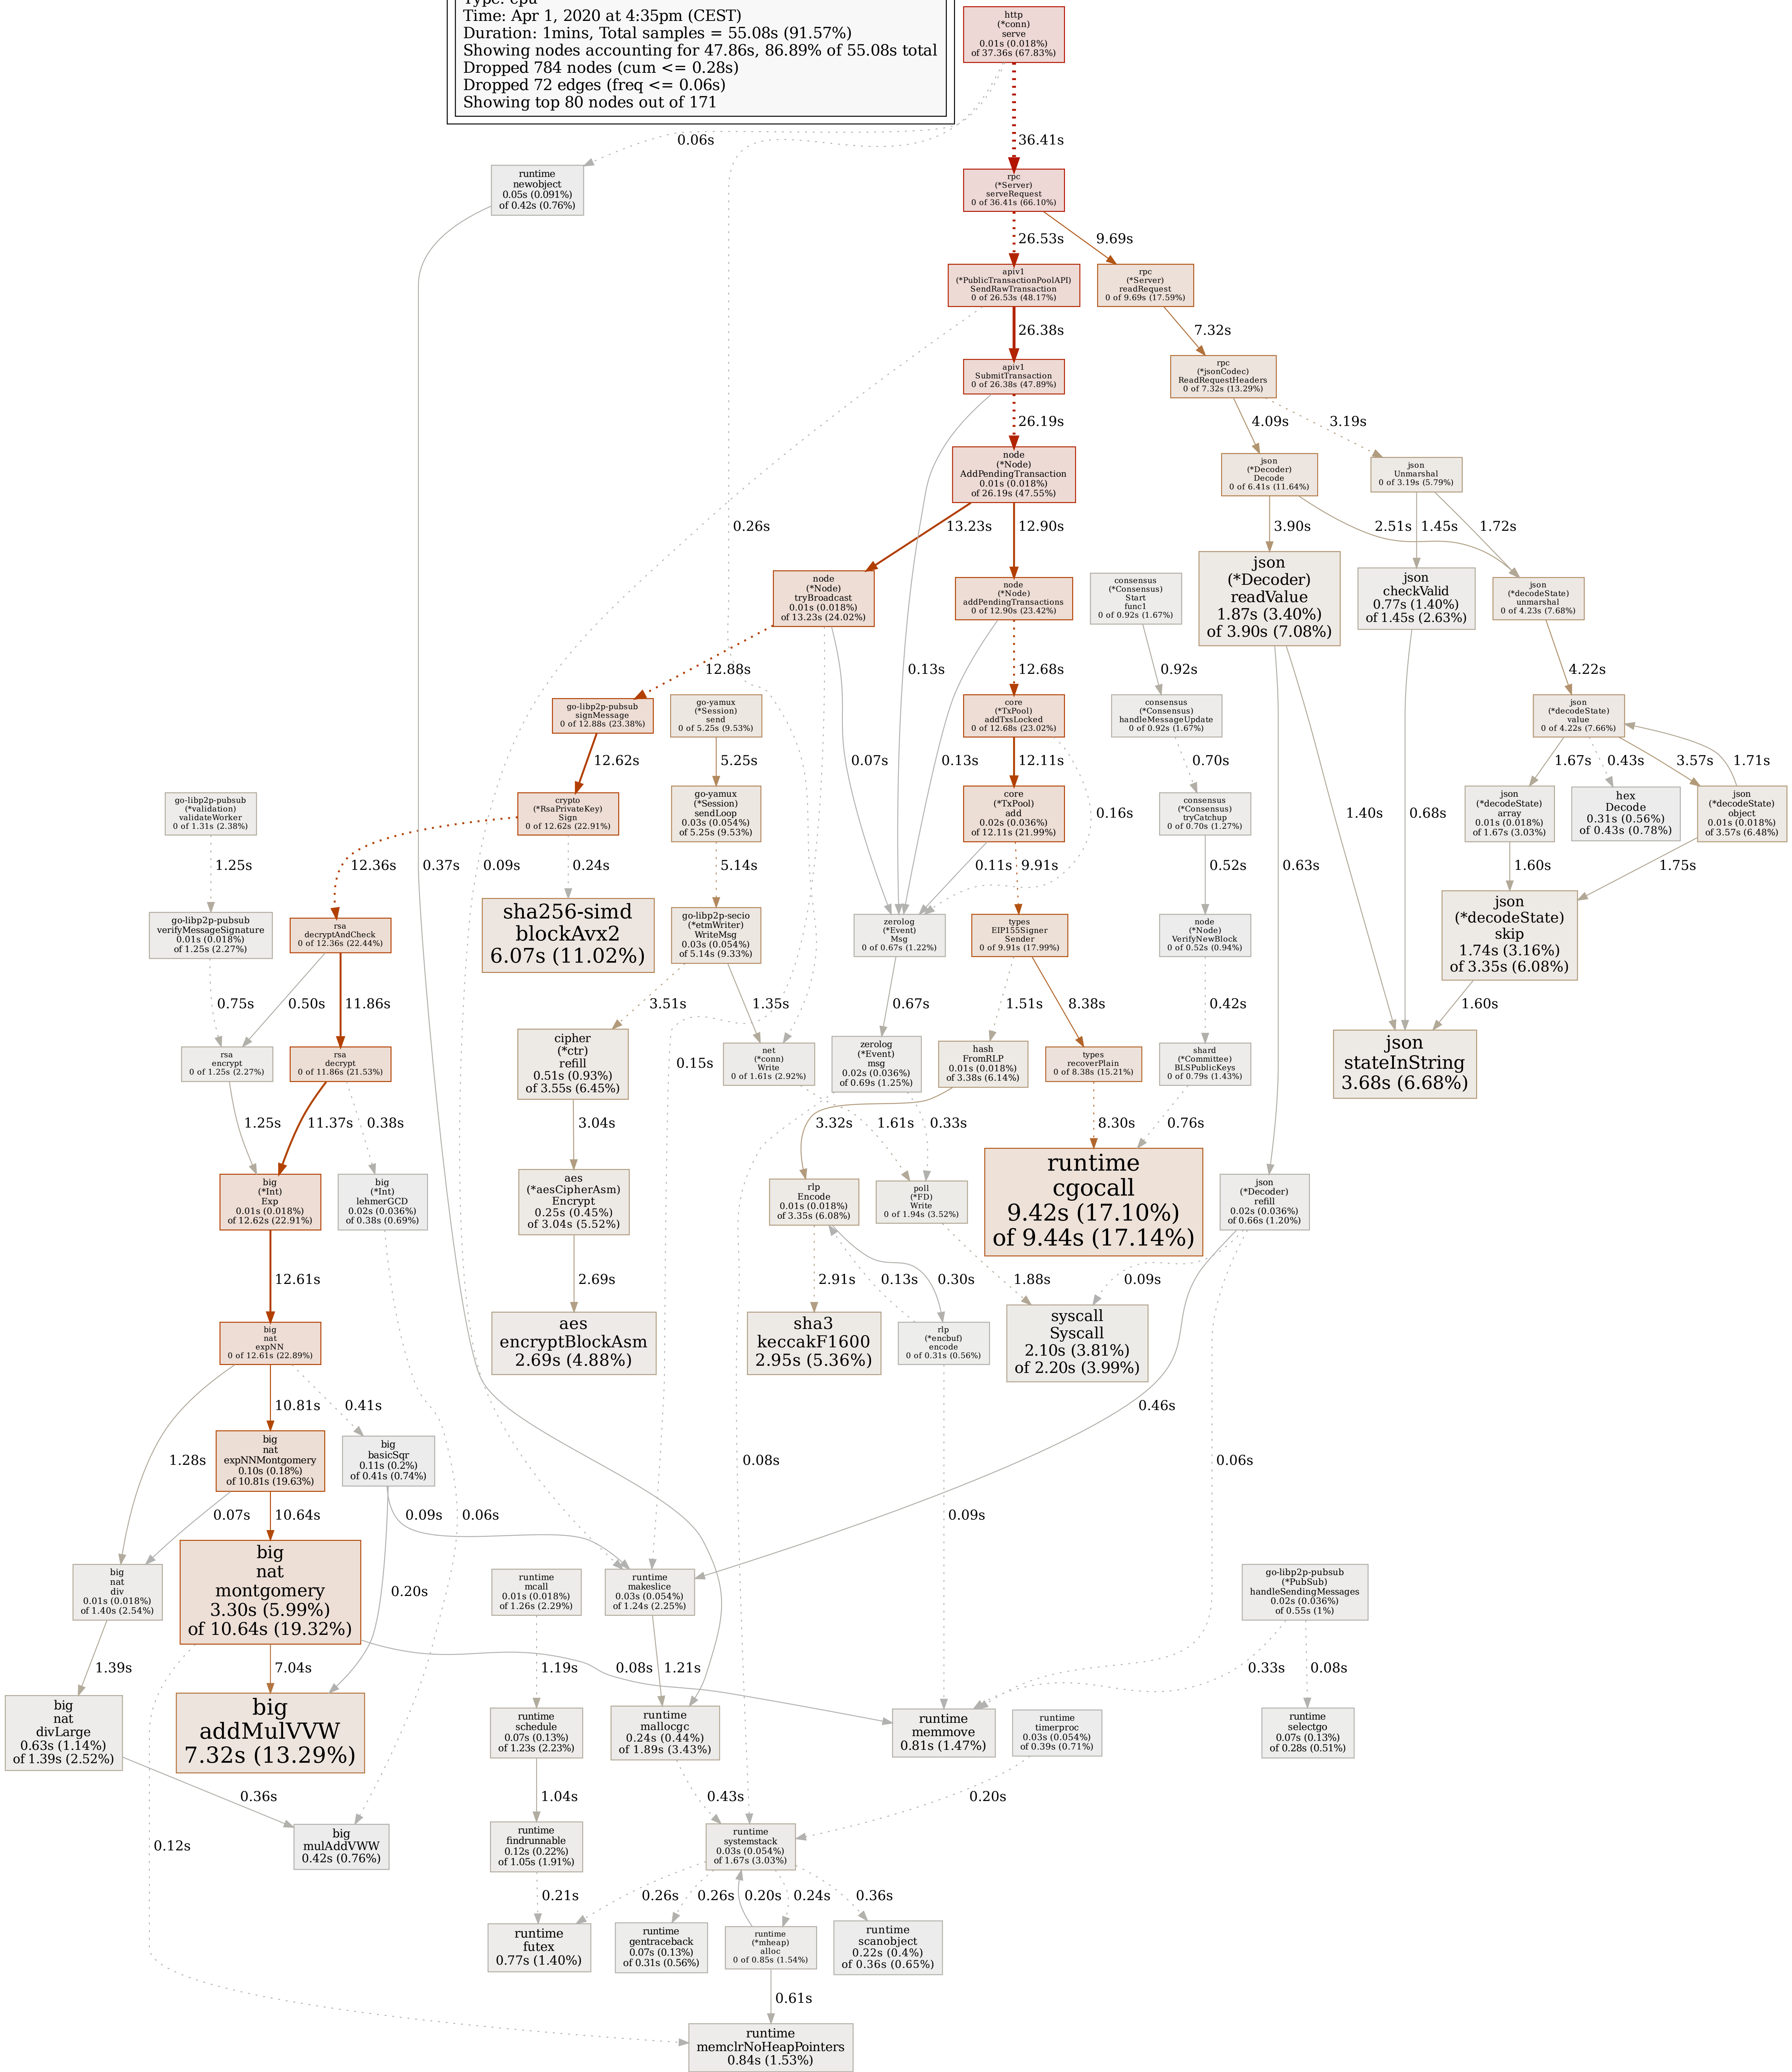 Type: cpu
Time: Apr 1, 2020 at 4:35pm (CEST)
Duration: 1mins, Total samples = 55.08s (91.57%)
Showing nodes accounting for 47.86s, 86.89% of 55.08s total
Dropped 784 nodes (cum <= 0.28s)
Dropped 72 edges (freq <= 0.06s)
Showing top 80 nodes out of 171
http
(*conn)
serve
0.01s (0.018%)
of 37.36s (67.83%)
0.06s
36.41s
runtime
newobject
0.05s (0.091%)
of 0.42s (0.76%)
rpc
(*Server)
serveRequest
0 of 36.41s (66.10%)
26.53s
9.69s
apiv1
(*PublicTransactionPoolAPI)
SendRawTransaction
0 of 26.53s (48.17%)
rpc
(*Server)
readRequest
0 of 9.69s (17.59%)
26.38s
7.32s
apiv1
SubmitTransaction
0 of 26.38s (47.89%)
rpc
(*jsonCodec)
ReadRequestHeaders
0 of 7.32s (13.29%)
26.19s
4.09s
3.19s
node
(*Node)
AddPendingTransaction
0.01s (0.018%)
of 26.19s (47.55%)
json
(*Decoder)
Decode
0 of 6.41s (11.64%)
json
Unmarshal
0 of 3.19s (5.79%)
0.26s
13.23s
12.90s
3.90s
2.51s
1.45s
1.72s
node
(*Node)
tryBroadcast
0.01s (0.018%)
of 13.23s (24.02%)
node
(*Node)
addPendingTransactions
0 of 12.90s (23.42%)
consensus
(*Consensus)
Start
func1
0 of 0.92s (1.67%)
json
(*Decoder)
readValue
1.87s (3.40%)
of 3.90s (7.08%)
json
checkValid
0.77s (1.40%)
of 1.45s (2.63%)
json
(*decodeState)
unmarshal
0 of 4.23s (7.68%)
12.88s
0.13s
12.68s
0.92s
4.22s
go-libp2p-pubsub
signMessage
0 of 12.88s (23.38%)
go-yamux
(*Session)
send
0 of 5.25s (9.53%)
core
(*TxPool)
addTxsLocked
0 of 12.68s (23.02%)
consensus
(*Consensus)
handleMessageUpdate
0 of 0.92s (1.67%)
json
(*decodeState)
value
0 of 4.22s (7.66%)
12.62s
5.25s
0.07s
0.13s
12.11s
0.70s
1.67s
0.43s
3.57s
1.71s
go-libp2p-pubsub
(*validation)
validateWorker
0 of 1.31s (2.38%)
crypto
(*RsaPrivateKey)
Sign
0 of 12.62s (22.91%)
go-yamux
(*Session)
sendLoop
0.03s (0.054%)
of 5.25s (9.53%)
core
(*TxPool)
add
0.02s (0.036%)
of 12.11s (21.99%)
0.16s
consensus
(*Consensus)
tryCatchup
0 of 0.70s (1.27%)
1.40s
0.68s
json
(*decodeState)
array
0.01s (0.018%)
of 1.67s (3.03%)
hex
Decode
0.31s (0.56%)
of 0.43s (0.78%)
json
(*decodeState)
object
0.01s (0.018%)
of 3.57s (6.48%)
1.25s
12.36s
0.37s
0.09s
0.24s
5.14s
0.11s
9.91s
0.52s
0.63s
1.60s
1.75s
go-libp2p-pubsub
verifyMessageSignature
0.01s (0.018%)
of 1.25s (2.27%)
rsa
decryptAndCheck
0 of 12.36s (22.44%)
sha256-simd
blockAvx2
6.07s (11.02%)
go-libp2p-secio
(*etmWriter)
WriteMsg
0.03s (0.054%)
of 5.14s (9.33%)
zerolog
(*Event)
Msg
0 of 0.67s (1.22%)
types
EIP155Signer
Sender
0 of 9.91s (17.99%)
node
(*Node)
VerifyNewBlock
0 of 0.52s (0.94%)
json
(*decodeState)
skip
1.74s (3.16%)
of 3.35s (6.08%)
0.75s
0.50s
11.86s
3.51s
1.35s
0.67s
1.51s
8.38s
0.42s
1.60s
rsa
encrypt
0 of 1.25s (2.27%)
rsa
decrypt
0 of 11.86s (21.53%)
cipher
(*ctr)
refill
0.51s (0.93%)
of 3.55s (6.45%)
0.15s
net
(*conn)
Write
0 of 1.61s (2.92%)
zerolog
(*Event)
msg
0.02s (0.036%)
of 0.69s (1.25%)
hash
FromRLP
0.01s (0.018%)
of 3.38s (6.14%)
types
recoverPlain
0 of 8.38s (15.21%)
shard
(*Committee)
BLSPublicKeys
0 of 0.79s (1.43%)
json
stateInString
3.68s (6.68%)
1.25s
11.37s
0.38s
3.04s
3.32s
1.61s
0.33s
8.30s
0.76s
big
(*Int)
Exp
0.01s (0.018%)
of 12.62s (22.91%)
big
(*Int)
lehmerGCD
0.02s (0.036%)
of 0.38s (0.69%)
aes
(*aesCipherAsm)
Encrypt
0.25s (0.45%)
of 3.04s (5.52%)
rlp
Encode
0.01s (0.018%)
of 3.35s (6.08%)
poll
(*FD)
Write
0 of 1.94s (3.52%)
runtime
cgocall
9.42s (17.10%)
of 9.44s (17.14%)
json
(*Decoder)
refill
0.02s (0.036%)
of 0.66s (1.20%)
12.61s
2.69s
2.91s
0.13s
0.30s
1.88s
0.09s
big
nat
expNN
0 of 12.61s (22.89%)
aes
encryptBlockAsm
2.69s (4.88%)
sha3
keccakF1600
2.95s (5.36%)
rlp
(*encbuf)
encode
0 of 0.31s (0.56%)
syscall
Syscall
2.10s (3.81%)
of 2.20s (3.99%)
10.81s
0.41s
0.46s
1.28s
big
nat
expNNMontgomery
0.10s (0.18%)
of 10.81s (19.63%)
big
basicSqr
0.11s (0.2%)
of 0.41s (0.74%)
0.08s
0.06s
0.07s
10.64s
0.09s
0.06s
0.09s
big
nat
div
0.01s (0.018%)
of 1.40s (2.54%)
big
nat
montgomery
3.30s (5.99%)
of 10.64s (19.32%)
0.20s
runtime
mcall
0.01s (0.018%)
of 1.26s (2.29%)
runtime
makeslice
0.03s (0.054%)
of 1.24s (2.25%)
go-libp2p-pubsub
(*PubSub)
handleSendingMessages
0.02s (0.036%)
of 0.55s (1%)
1.39s
7.04s
1.19s
0.08s
1.21s
0.33s
0.08s
big
nat
divLarge
0.63s (1.14%)
of 1.39s (2.52%)
big
addMulVVW
7.32s (13.29%)
runtime
schedule
0.07s (0.13%)
of 1.23s (2.23%)
runtime
mallocgc
0.24s (0.44%)
of 1.89s (3.43%)
runtime
memmove
0.81s (1.47%)
runtime
timerproc
0.03s (0.054%)
of 0.39s (0.71%)
runtime
selectgo
0.07s (0.13%)
of 0.28s (0.51%)
0.36s
1.04s
0.43s
0.20s
0.12s
big
mulAddVWW
0.42s (0.76%)
runtime
findrunnable
0.12s (0.22%)
of 1.05s (1.91%)
runtime
systemstack
0.03s (0.054%)
of 1.67s (3.03%)
0.21s
0.26s
0.26s
0.20s
0.24s
0.36s
runtime
futex
0.77s (1.40%)
runtime
gentraceback
0.07s (0.13%)
of 0.31s (0.56%)
runtime
(*mheap)
alloc
0 of 0.85s (1.54%)
runtime
scanobject
0.22s (0.4%)
of 0.36s (0.65%)
0.61s
runtime
memclrNoHeapPointers
0.84s (1.53%)